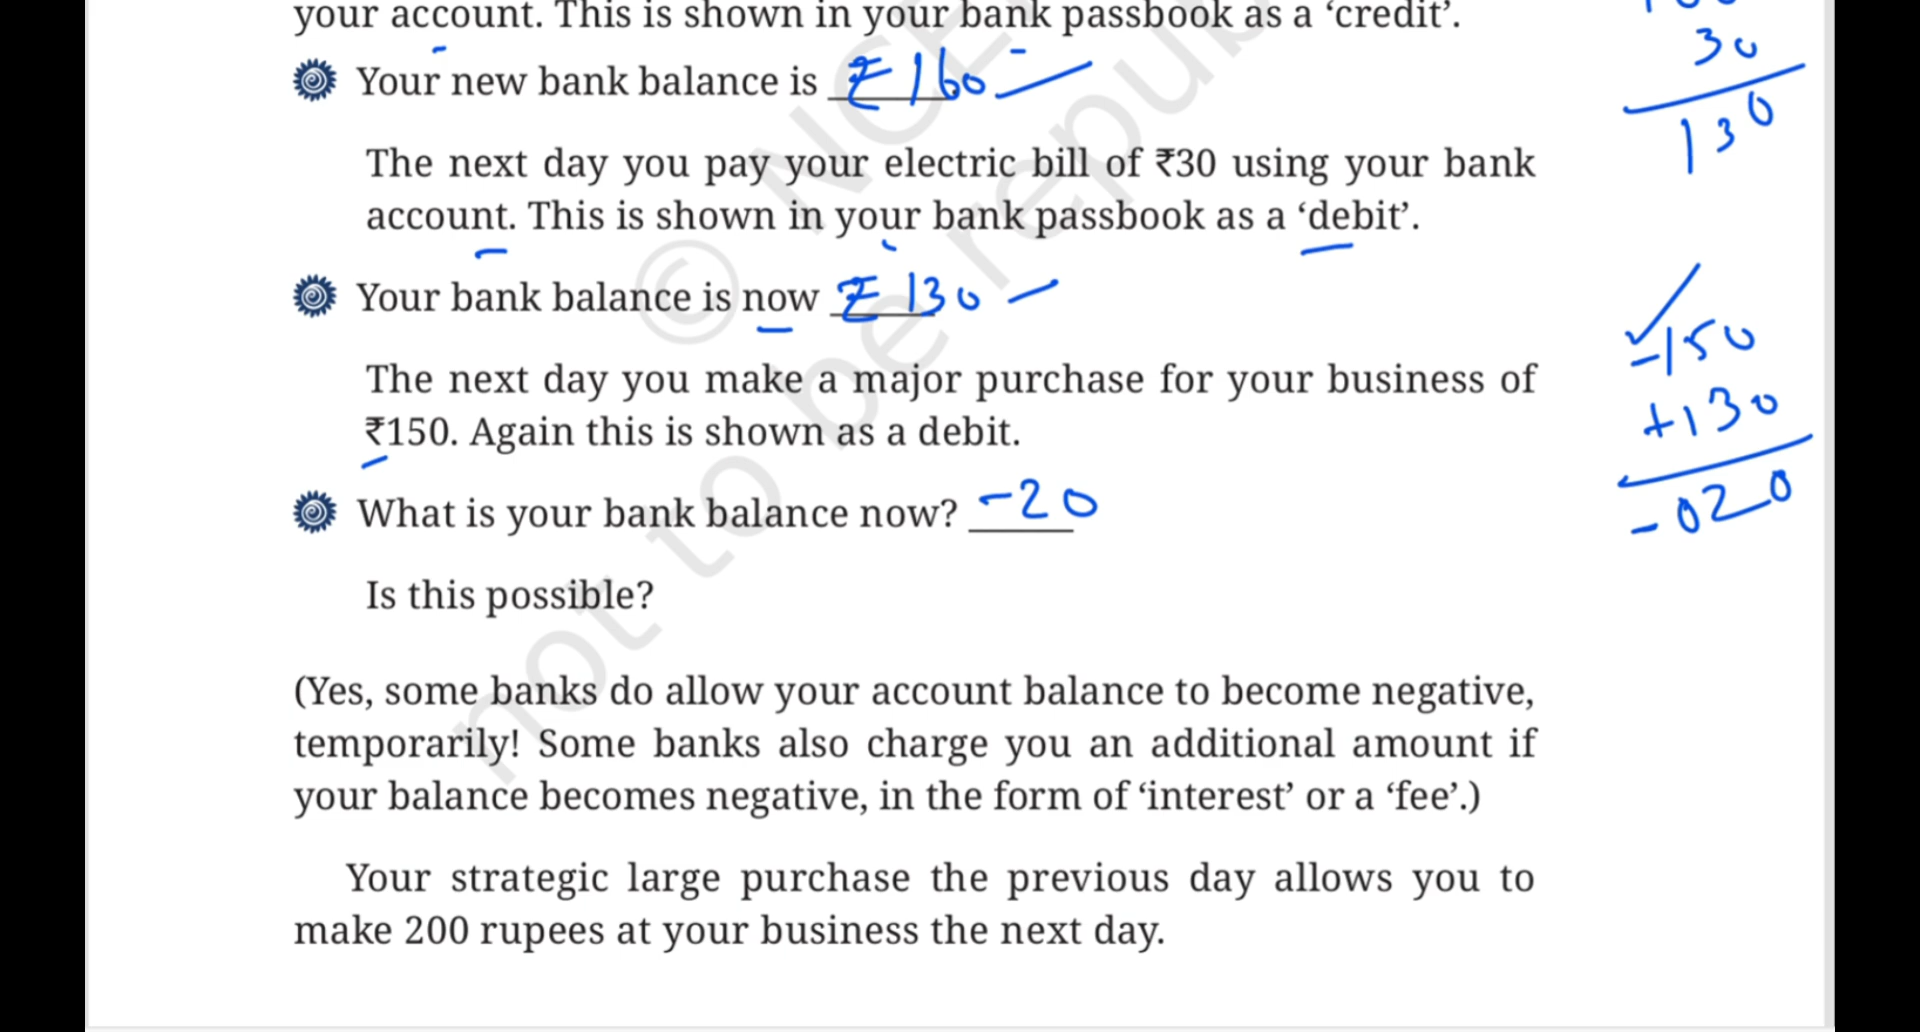 your account. This is shown in your bank passbook as a ‘credit’.
30
Your new bank balance is ₹160
130
The next day you pay your electric bill of ₹30 using your bank
account. This is shown in your bank passbook as a ‘debit’.
Your bank balance is now ₹130
-150
The next day you make a major purchase for your business of
+130
₹150. Again this is shown as a debit.
What is your bank balance now? -20
-020
Is this possible?
(Yes, some banks do allow your account balance to become negative,
temporarily! Some banks also charge you an additional amount if
your balance becomes negative, in the form of ‘interest’ or a ‘fee’.)
Your strategic large purchase the previous day allows you to
make 200 rupees at your business the next day.
© NCE
not to be repub